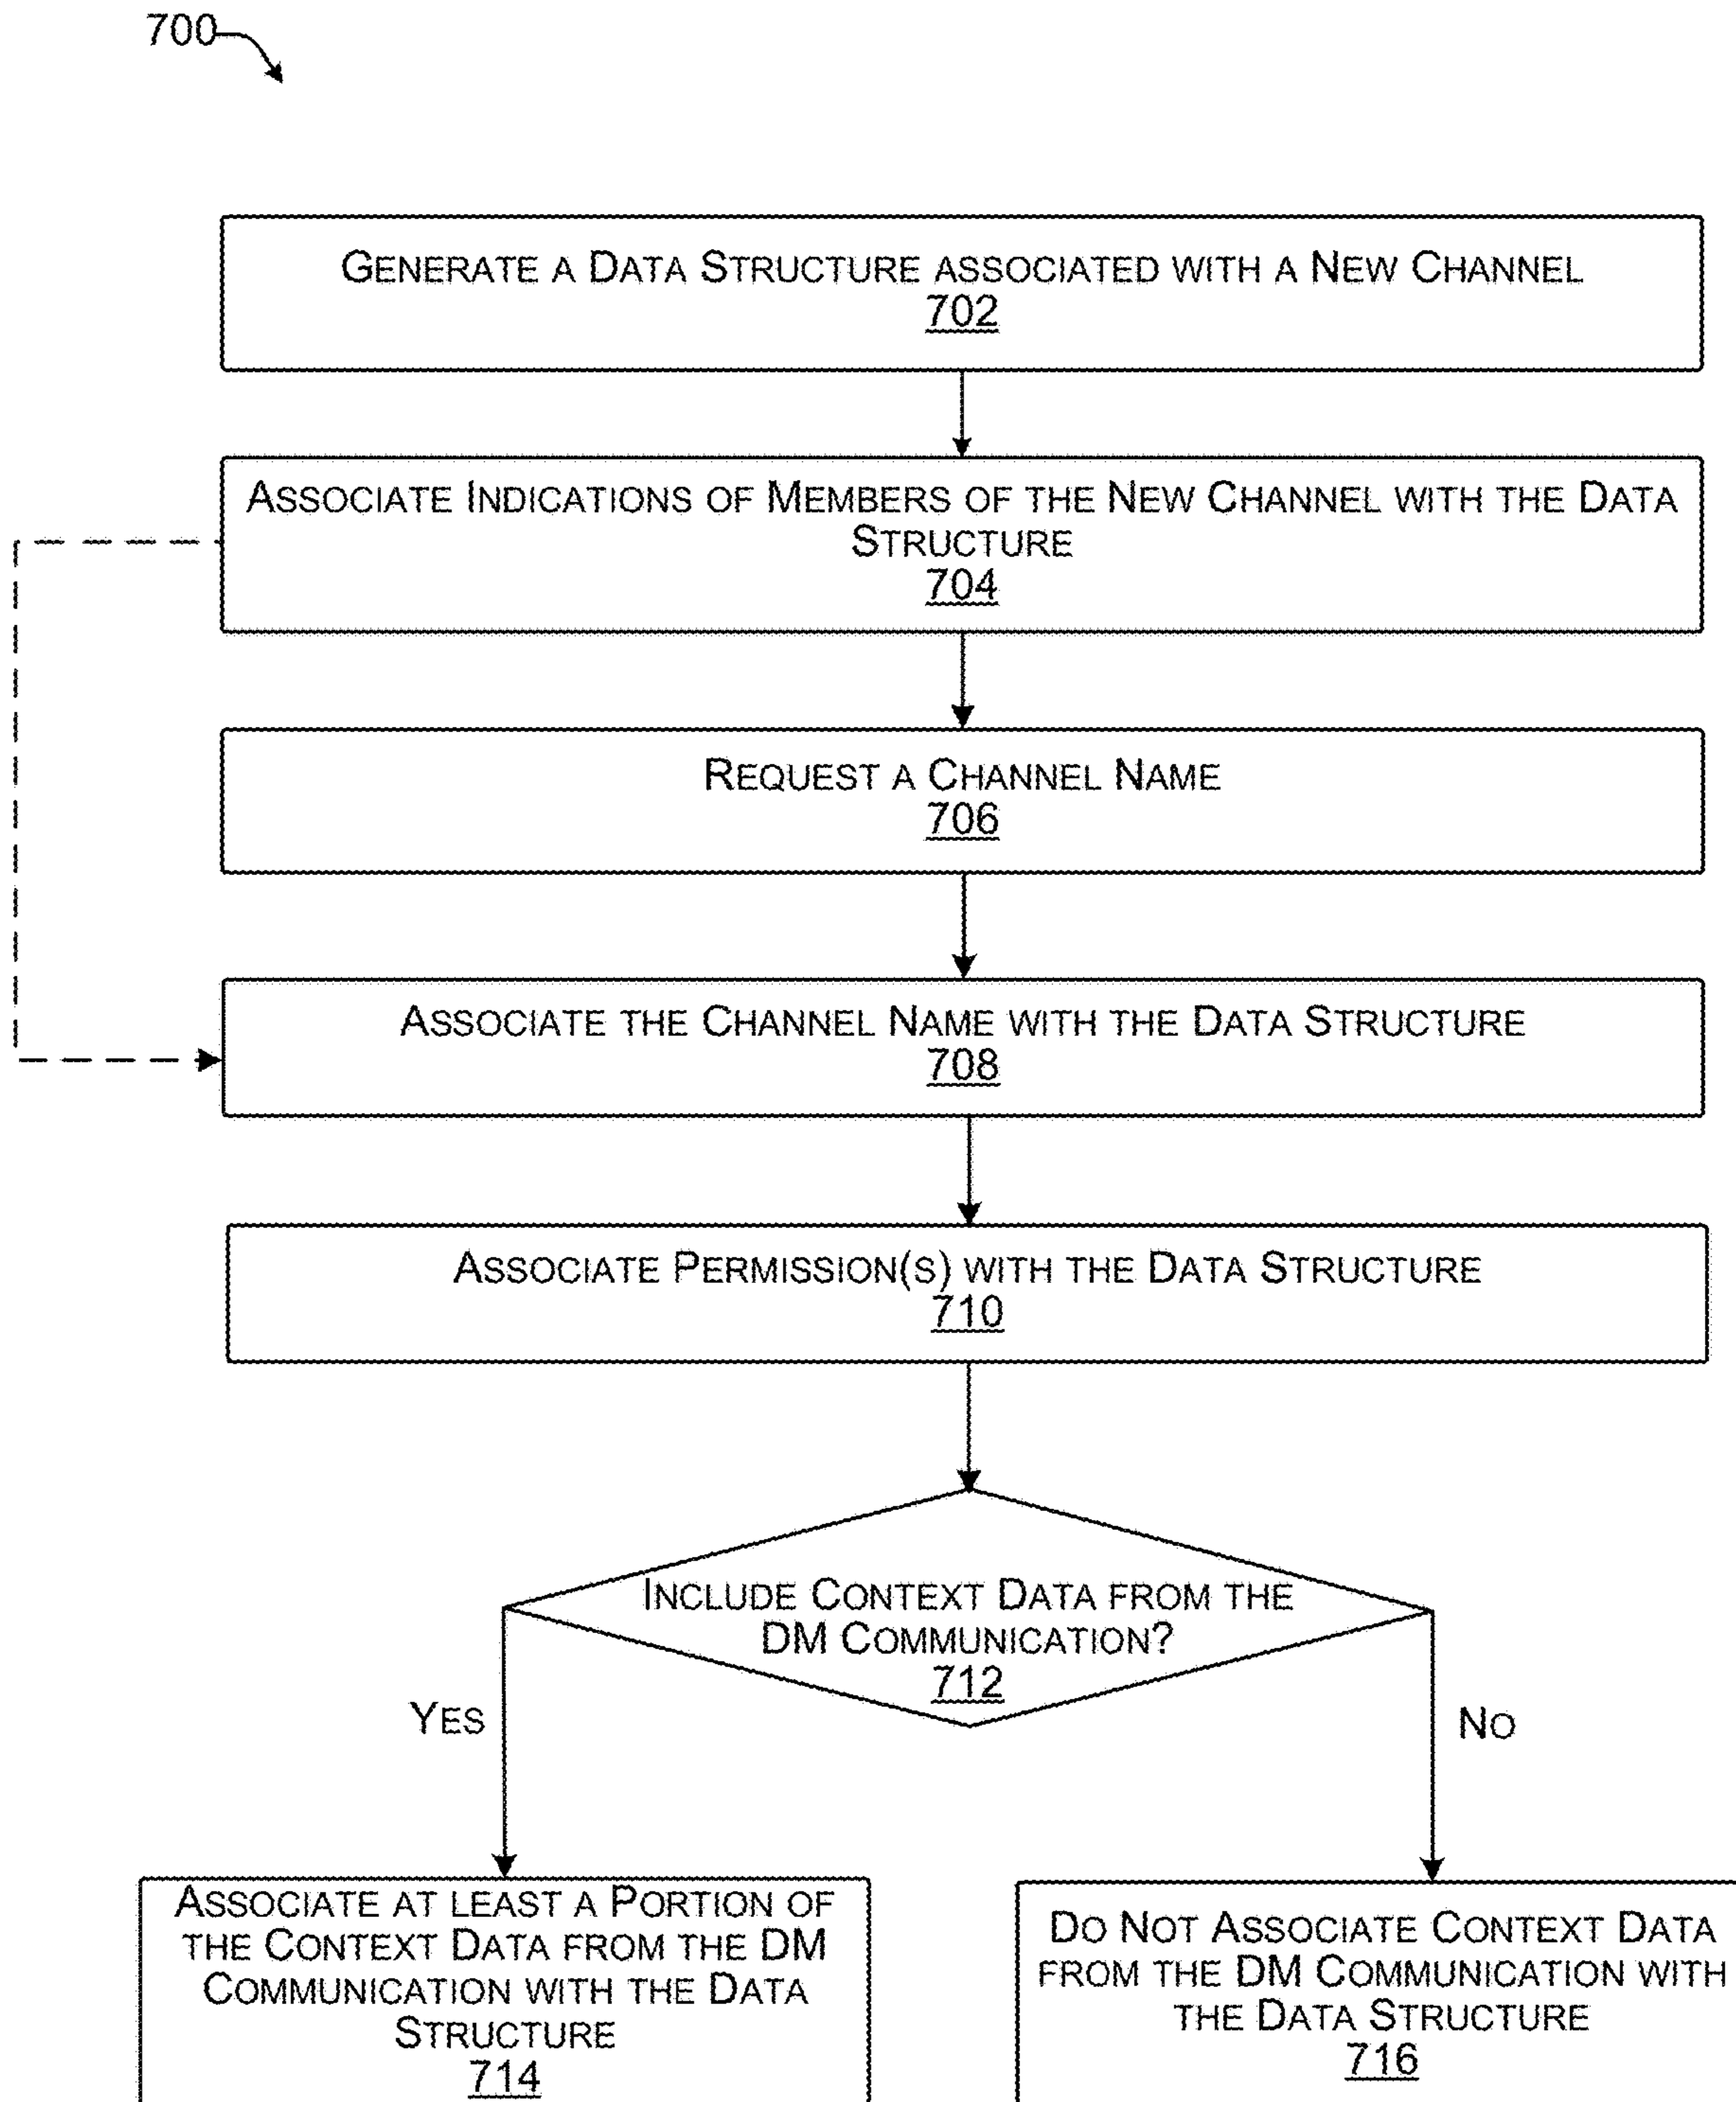 700
Generate a Data Structure associated with a New Channel
702
Associate Indications of Members of the New Channel with the Data
Structure
704
Request a Channel Name
706
Associate the Channel Name with the Data Structure
708
Associate Permission(s) with the Data Structure
710
Include Context Data from the
DM Communication?
712
Yes
No
Associate at least a Portion of
the Context Data from the DM
Communication with the Data
Structure
714
Do Not Associate Context Data
from the DM Communication with
the Data Structure
716